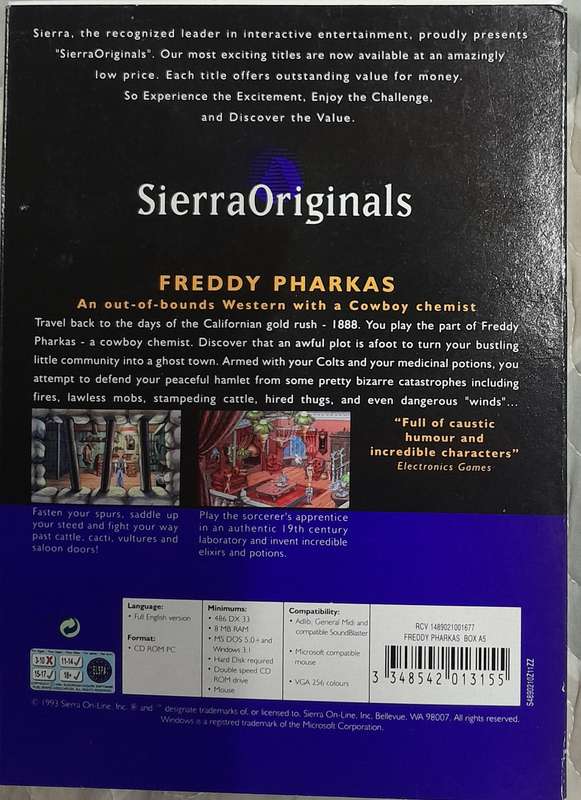 Sierra, the recognized leader in interactive entertainment, proudly presents
"SierraOriginals". Our most exciting titles are now available at an amazingly
low price. Each title offers outstanding value for money.
So Experience the Excitement, Enjoy the Challenge,
and Discover the Value.
SierraOriginals
FREDDY PHARKAS
An out-of-bounds Western with a Cowboy chemist
Travel back to the days of the Californian gold rush - 1888. You play the part of Freddy
Pharkas - a cowboy chemist. Discover that an awful plot is afoot to turn your bustling
little community into a ghost town. Armed with your Colts and your medicinal potions, you
attempt to defend your peaceful hamlet from some pretty bizarre catastrophes including
fires, lawless mobs, stampeding cattle, hired thugs, and even dangerous "winds"...
"Full of caustic
humour and
incredible characters"
Electronics Games
Fasten your spurs, saddle up
your steed and fight your way
past cattle, cacti, vultures and
saloon doors!
Play the sorcerer's apprentice
in an authentic 19th century
laboratory and invent incredible
elixirs and potions.
Language:
• Full English version
Format:
• CD ROM PC
Minimums:
• 486 DX 33
• 8 MB RAM
• MS DOS 5.0+ and
Windows 3.1
• Hard Disk required
• Double speed CD
ROM drive
• Mouse
Compatibility:
• Adlib, General Midi and
compatible SoundBlaster
• Microsoft compatible
mouse
• VGA 256 colours
RCV 1489021001677
FREDDY PHARKAS BOX A5
3 348542 013155
S489021OZ11ZZ
3-10 11-14
15-17 18+
ELSPA
© 1993 Sierra On-Line, Inc. ® and ™ designate trademarks of, or licensed to, Sierra On-Line, Inc. Bellevue, WA 98007. All rights reserved.
Windows is a registred trademark of the Microsoft Corporation.